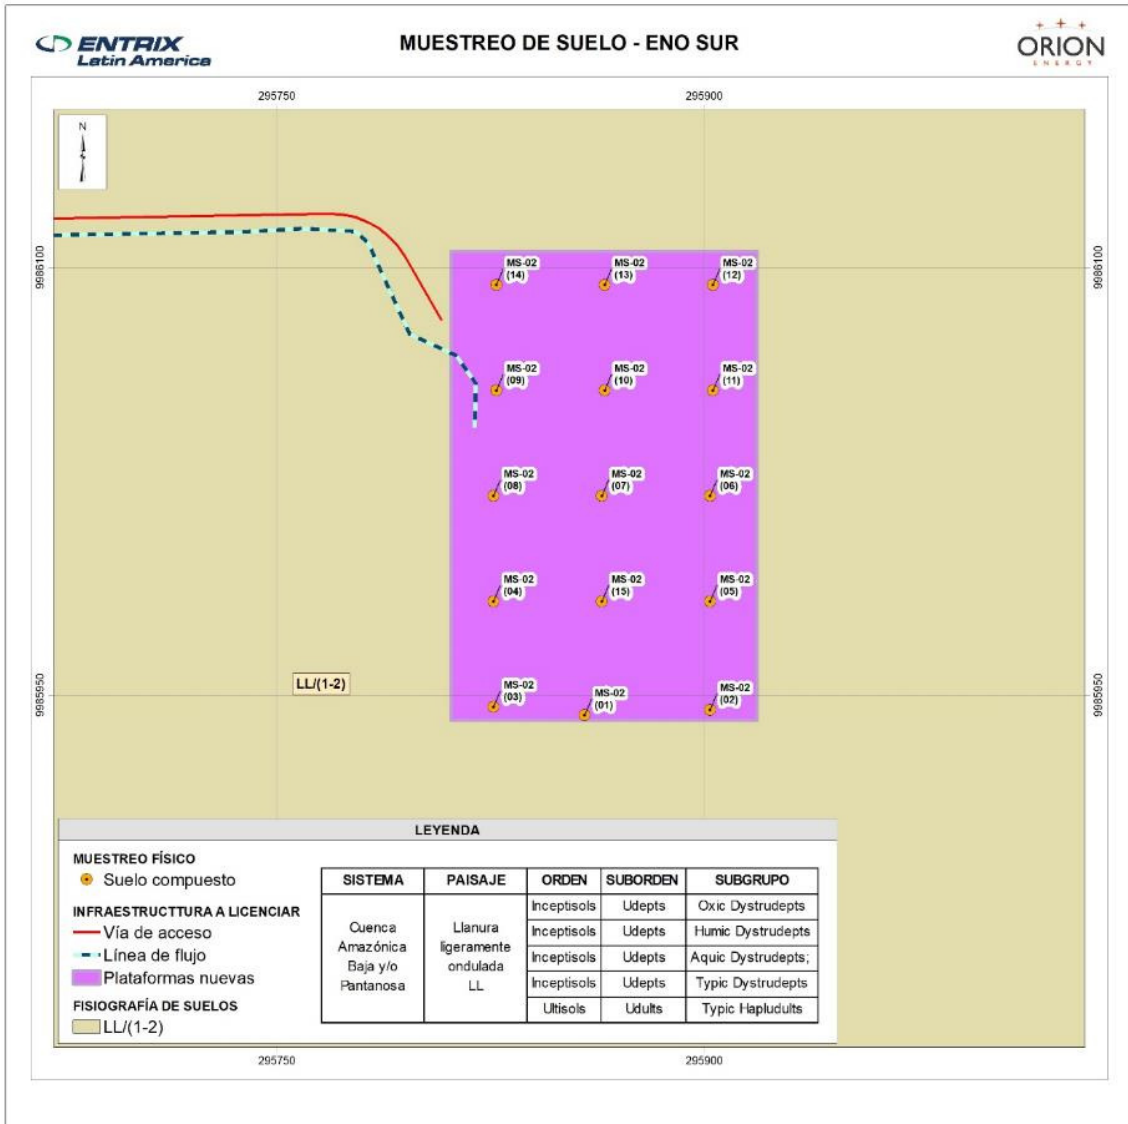 ENTRIX
Latin America
MUESTREO DE SUELO - ENO SUR
ORION
ENERGY
295750
295900
N
9986100
9986100
MS-02
(14)
MS-02
(13)
MS-02
(12)
MS-02
(09)
MS-02
(10)
MS-02
(11)
MS-02
(08)
MS-02
(07)
MS-02
(06)
MS-02
(04)
MS-02
(15)
MS-02
(05)
LL/(1-2)
MS-02
(03)
MS-02
(01)
MS-02
(02)
9985950
9985950
LEYENDA
MUESTREO FÍSICO
Suelo compuesto
INFRAESTRUCTTURA A LICENCIAR
Vía de acceso
Línea de flujo
Plataformas nuevas
FISIOGRAFÍA DE SUELOS
LL/(1-2)
SISTEMA PAISAJE ORDEN SUBORDEN SUBGRUPO
Cuenca
Amazónica
Baja y/o
Pantanosa
Llanura
ligeramente
ondulada
LL
Inceptisols Udepts Oxic Dystrudepts
Inceptisols Udepts Humic Dystrudepts
Inceptisols Udepts Aquic Dystrudepts;
Inceptisols Udepts Typic Dystrudepts
Ultisols Udults Typic Hapludults
295750
295900